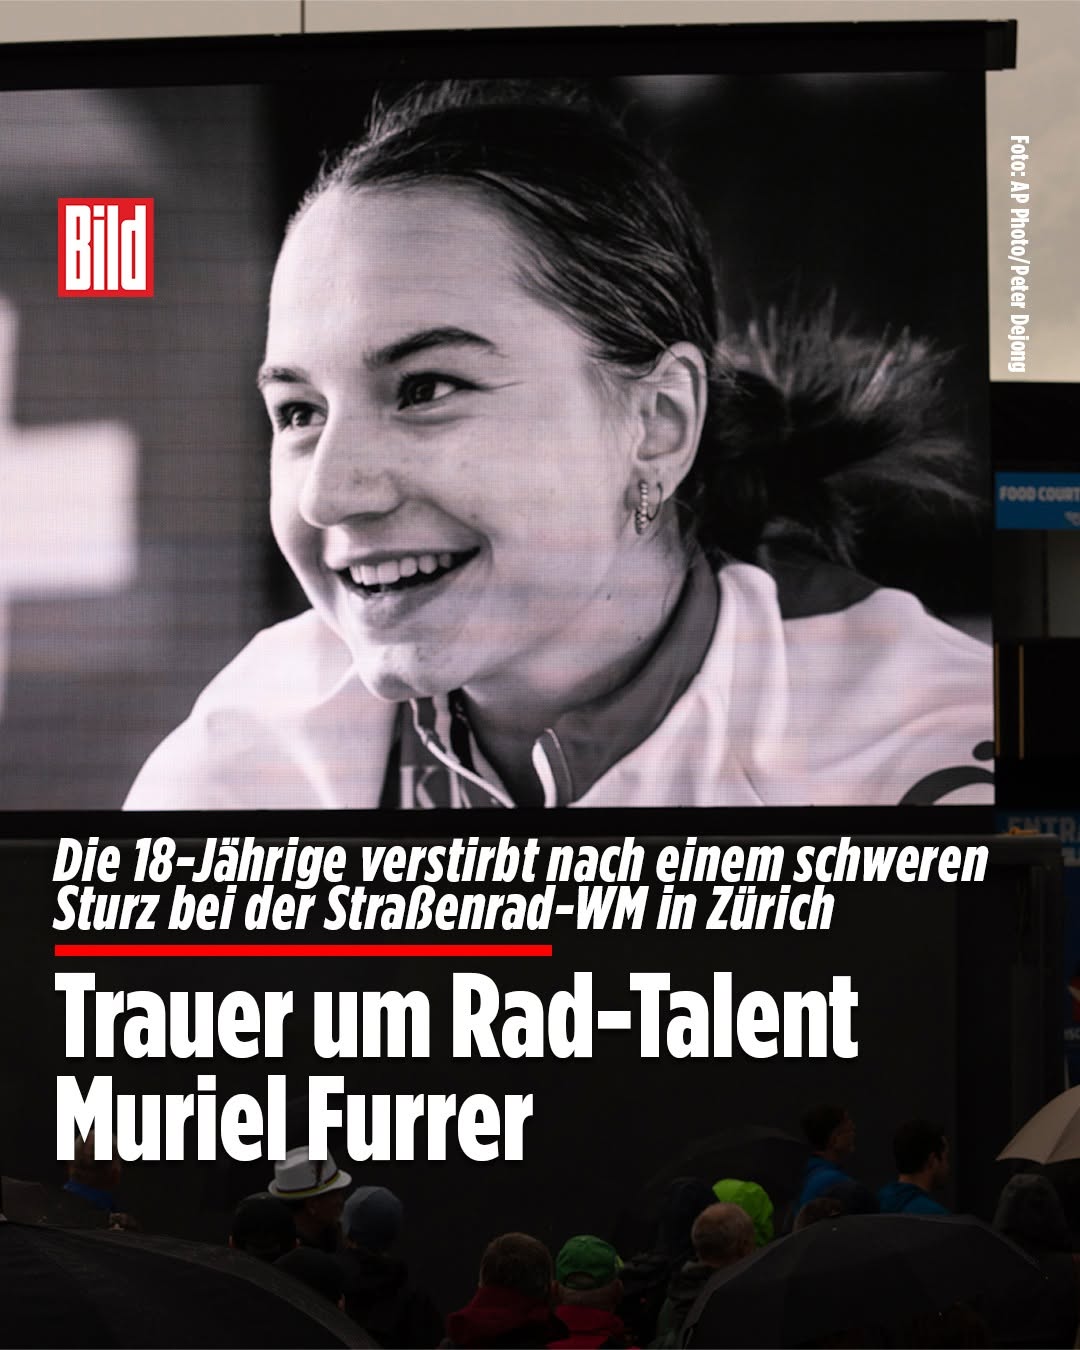 Bild
Foto: AP Photo/Peter Dejong
FOOD COURT
Die 18-Jährige verstirbt nach einem schweren
Sturz bei der Straßenrad-WM in Zürich
Trauer um Rad-Talent
Muriel Furrer